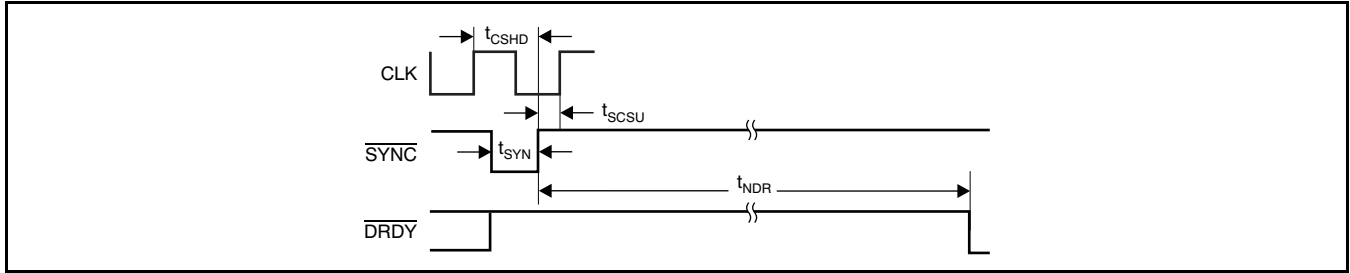 tCSHD
CLK
tSCSU
SYNC
tSYN
tNDR
DRDY